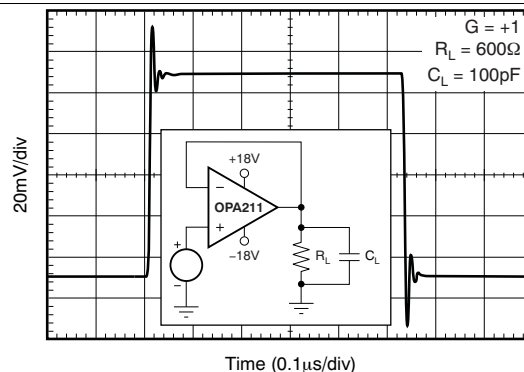 G = +1
R_L = 600Ω
C_L = 100pF
20mV/div
+18V
−
OPA211
+
−18V
+
−
R_L
C_L
Time (0.1µs/div)